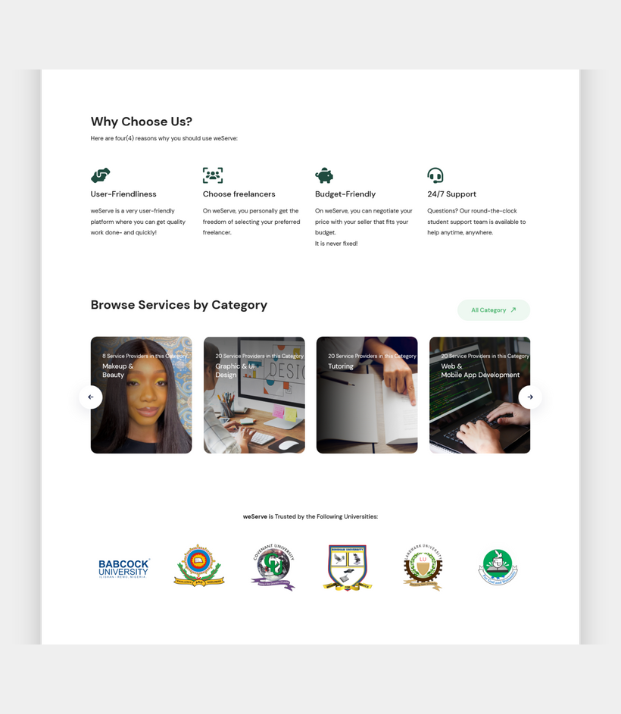 Why Choose Us?
Here are four(4) reasons why you should use weServe:
User-Friendliness
weServe is a very user-friendly
platform where you can get quality
work done- and quickly!
Choose freelancers
On weServe, you personally get the
freedom of selecting your preferred
freelancer.
Budget-Friendly
On weServe, you can negotiate your
price with your seller that fits your
budget.
It is never fixed!
24/7 Support
Questions? Our round-the-clock
student support team is available to
help anytime, anywhere.
Browse Services by Category
All Category
8 Service Providers in this Category
Makeup &
Beauty
20 Service Providers in this Category
Graphic & UI
Design
20 Service Providers in this Category
Tutoring
20 Service Providers in this Category
Web &
Mobile App Development
weServe is Trusted by the Following Universities:
BABCOCK
UNIVERSITY
COVENANT UNIVERSITY